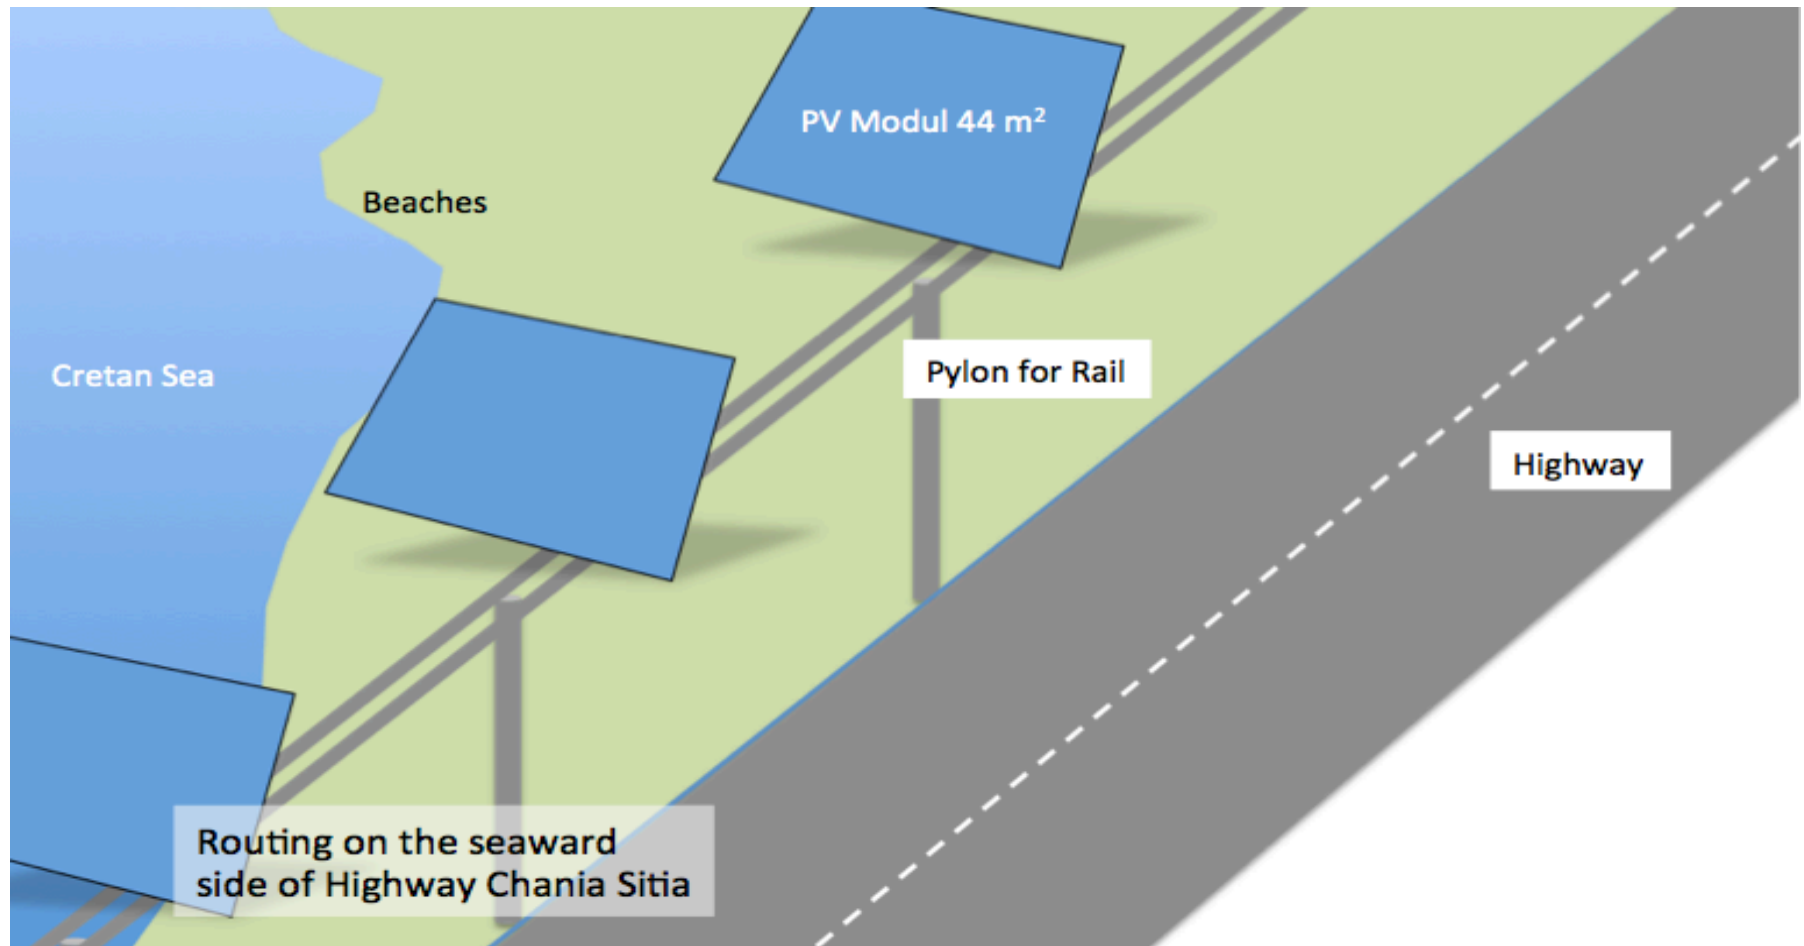 PV Modul 44 m²
Beaches
Cretan Sea
Pylon for Rail
Highway
Routing on the seaward
side of Highway Chania Sitia